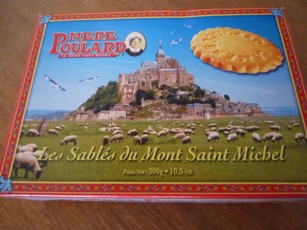 MERE
POULARD
Les Sablés du Mont Saint Michel
Poids Net: 300g • 10.5 oz